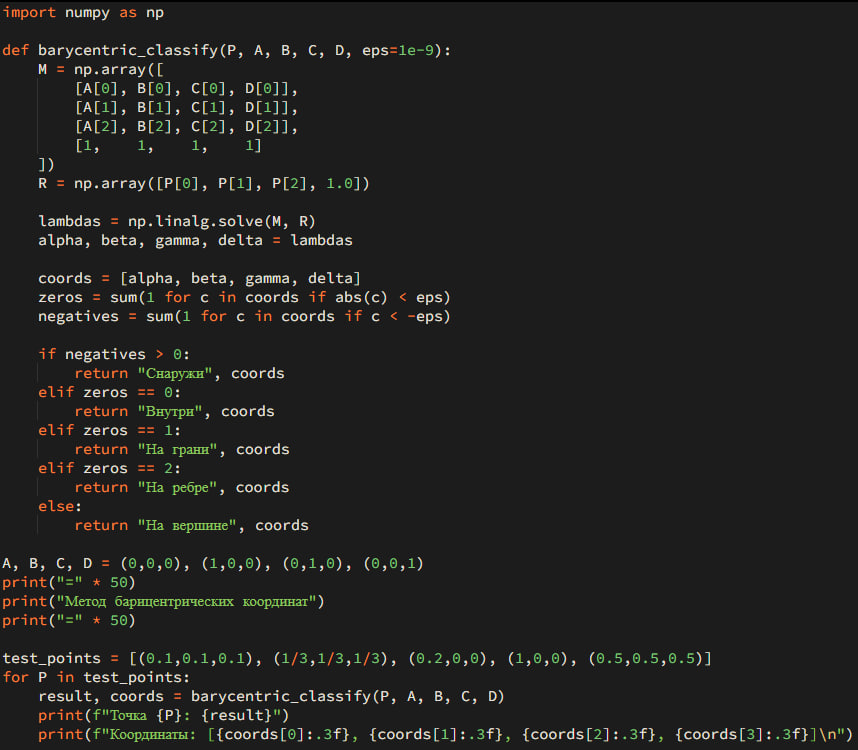 import numpy as np

def barycentric_classify(P, A, B, C, D, eps=1e-9):
    M = np.array([
        [A[0], B[0], C[0], D[0]],
        [A[1], B[1], C[1], D[1]],
        [A[2], B[2], C[2], D[2]],
        [1,    1,    1,    1]
    ])
    R = np.array([P[0], P[1], P[2], 1.0])

    lambdas = np.linalg.solve(M, R)
    alpha, beta, gamma, delta = lambdas

    coords = [alpha, beta, gamma, delta]
    zeros = sum(1 for c in coords if abs(c) < eps)
    negatives = sum(1 for c in coords if c < -eps)

    if negatives > 0:
        return "Снаружи", coords
    elif zeros == 0:
        return "Внутри", coords
    elif zeros == 1:
        return "На грани", coords
    elif zeros == 2:
        return "На ребре", coords
    else:
        return "На вершине", coords

A, B, C, D = (0,0,0), (1,0,0), (0,1,0), (0,0,1)
print("=" * 50)
print("Метод барицентрических координат")
print("=" * 50)

test_points = [(0.1,0.1,0.1), (1/3,1/3,1/3), (0.2,0,0), (1,0,0), (0.5,0.5,0.5)]
for P in test_points:
    result, coords = barycentric_classify(P, A, B, C, D)
    print(f"Точка {P}: {result}")
    print(f"Координаты: [{coords[0]:.3f}, {coords[1]:.3f}, {coords[2]:.3f}, {coords[3]:.3f}]\n")